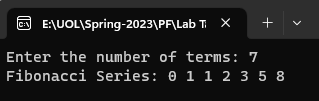 E:\UOL\Spring-2023\PF\Lab T
Enter the number of terms: 7
Fibonacci Series: 0 1 1 2 3 5 8